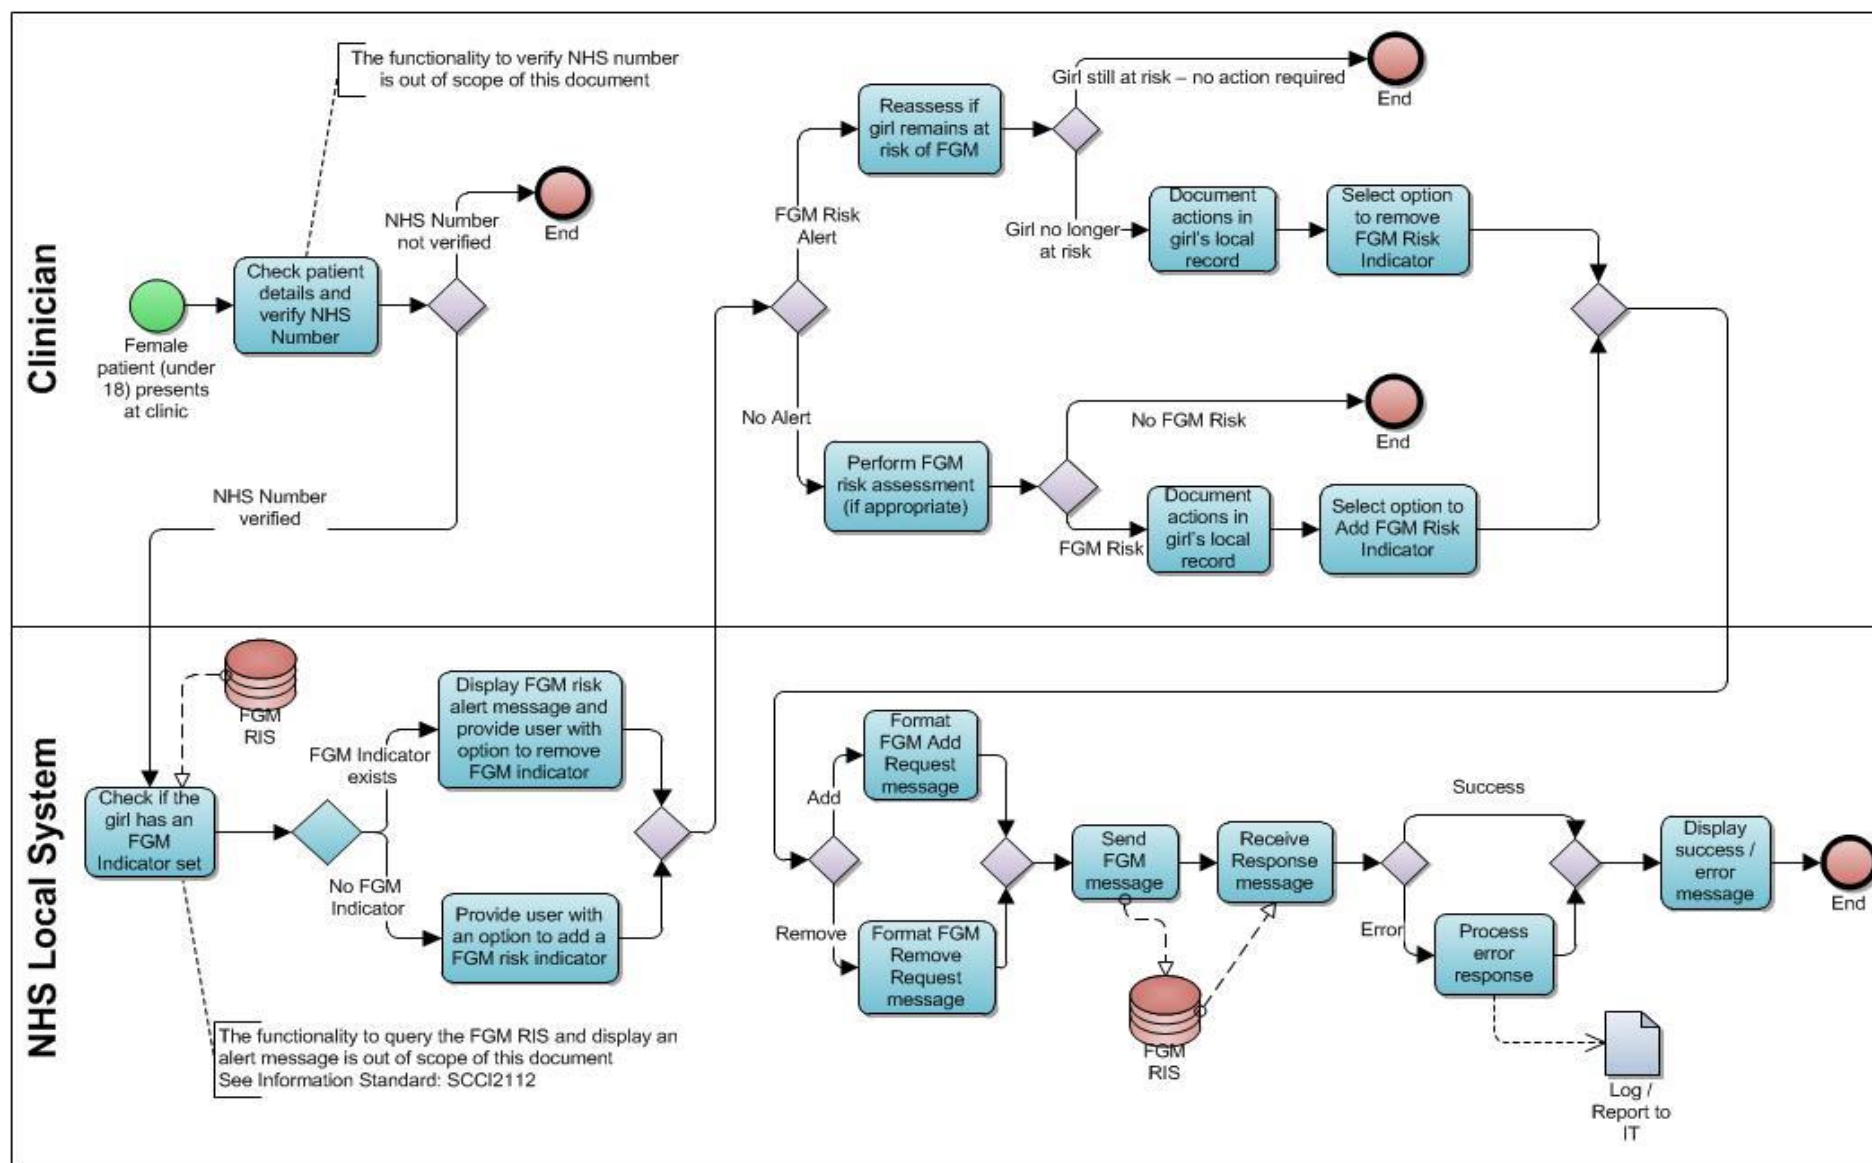 Clinician
The functionality to verify NHS number
is out of scope of this document
Female
patient (under
18) presents
at clinic
Check patient
details and
verify NHS
Number
NHS Number
not verified
End
NHS Number
verified
FGM Risk
Alert
No Alert
Reassess if
girl remains at
risk of FGM
Girl still at risk – no action required
End
Girl no longer
at risk
Document
actions in
girl's local
record
Select option
to remove
FGM Risk
Indicator
Perform FGM
risk assessment
(if appropriate)
No FGM Risk
End
FGM Risk
Document
actions in
girl's local
record
Select option to
Add FGM Risk
Indicator
NHS Local System
FGM
RIS
Check if the
girl has an
FGM
Indicator set
FGM Indicator
exists
No FGM
Indicator
Display FGM risk
alert message and
provide user with
option to remove
FGM indicator
Provide user with
an option to add a
FGM risk indicator
The functionality to query the FGM RIS and display an
alert message is out of scope of this document
See Information Standard: SCCI2112
Add
Remove
Format
FGM Add
Request
message
Format FGM
Remove
Request
message
Send
FGM
message
FGM
RIS
Receive
Response
message
Success
Error
Process
error
response
Log /
Report to
IT
Display
success /
error
message
End